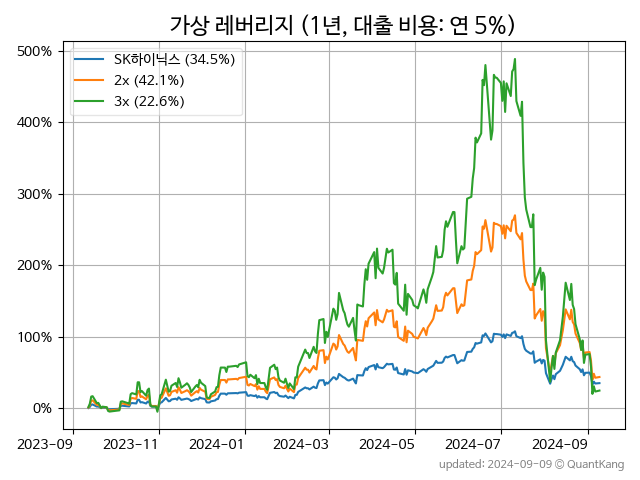 가상 레버리지 (1년, 대출 비용: 연 5%)
SK하이닉스 (34.5%)
2x (42.1%)
3x (22.6%)
500%
400%
300%
200%
100%
0%
2023-09 2023-11 2024-01 2024-03 2024-05 2024-07 2024-09
updated: 2024-09-09 © QuantKang